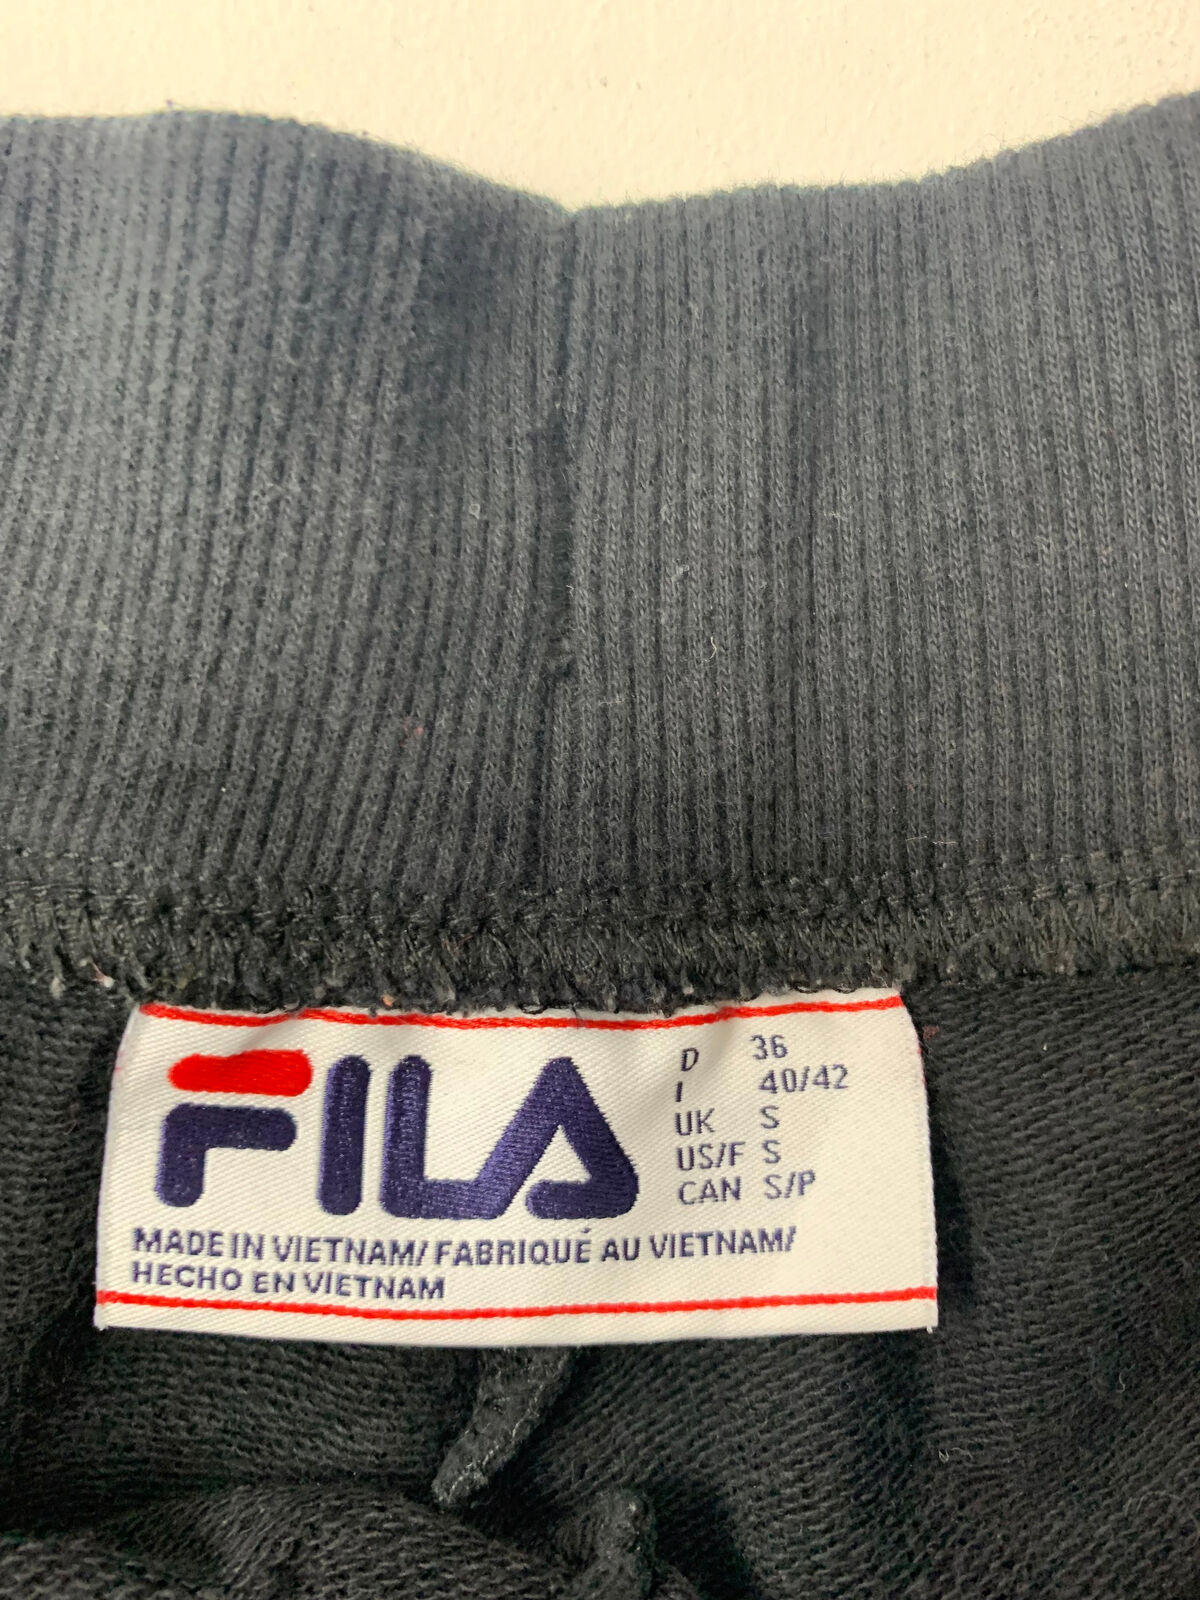 FILA
D 36
I 40/42
UK S
US/F S
CAN S/P
MADE IN VIETNAM/ FABRIQUÉ AU VIETNAM/
HECHO EN VIETNAM